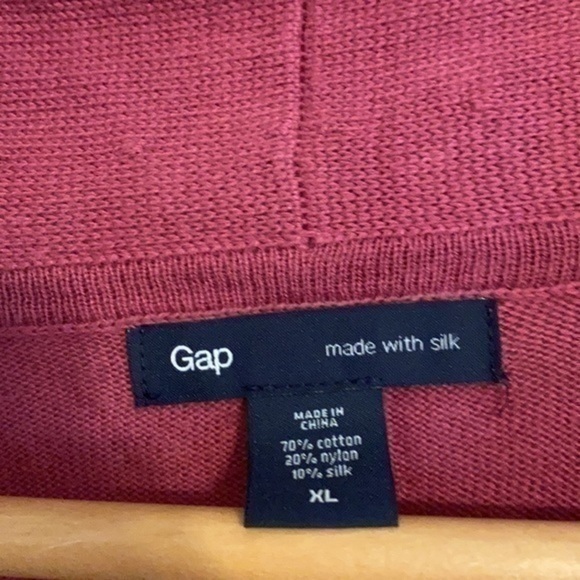 Gap made with silk
MADE IN
CHINA
70% cotton
20% nylon
10% silk
XL